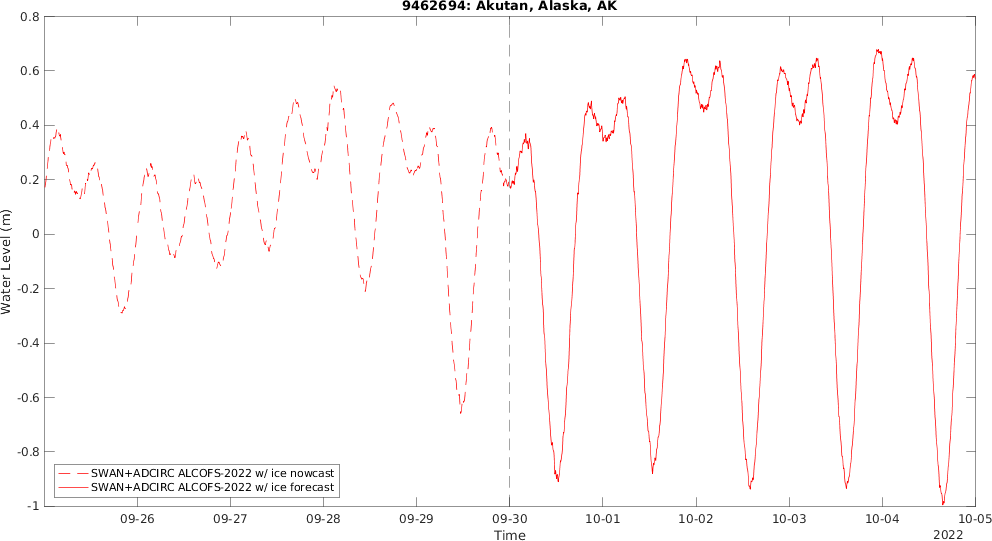 9462694: Akutan, Alaska, AK
Water Level (m)
0.8
0.6
0.4
0.2
0
-0.2
-0.4
-0.6
-0.8
-1
SWAN+ADCIRC ALCOFS-2022 w/ ice nowcast
SWAN+ADCIRC ALCOFS-2022 w/ ice forecast
09-26 09-27 09-28 09-29 09-30 10-01 10-02 10-03 10-04 10-05
Time
2022